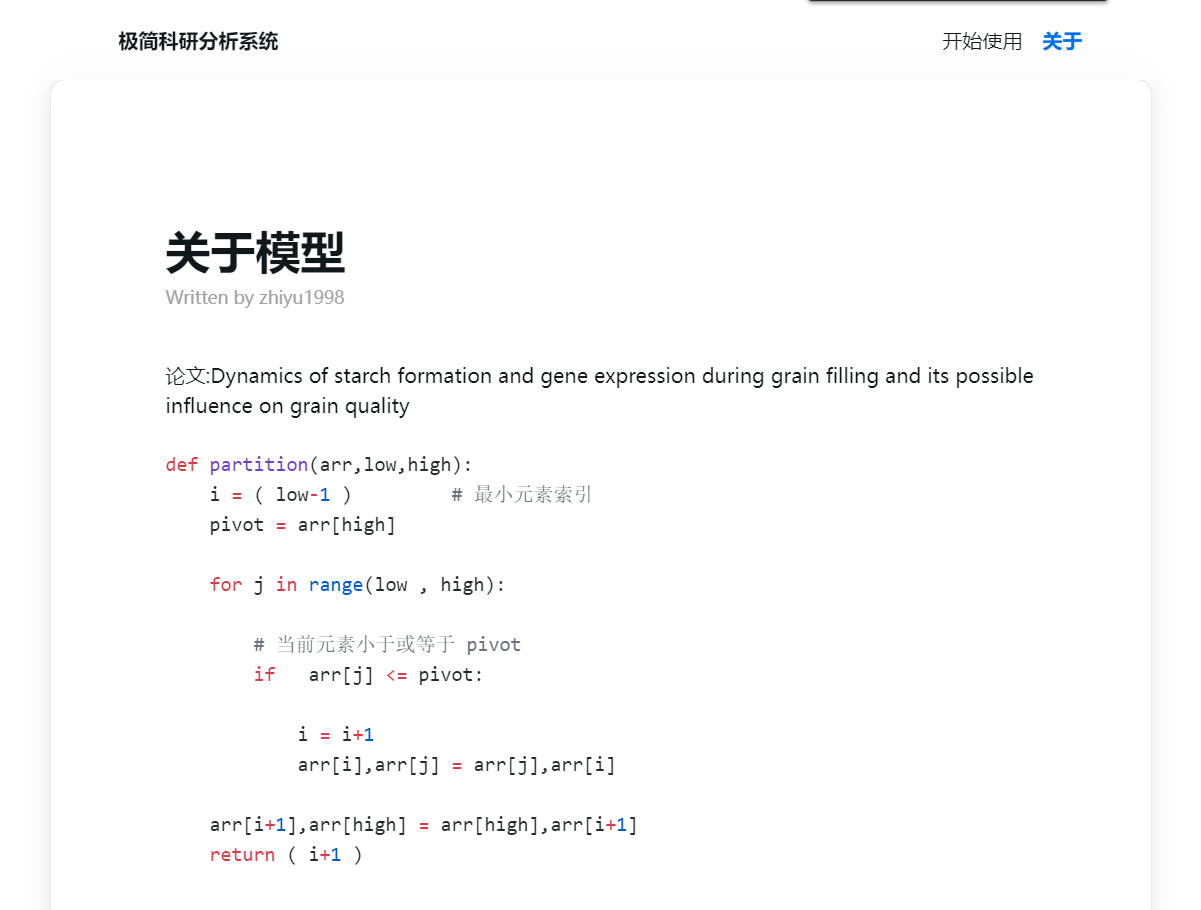 极简科研分析系统
开始使用
关于
关于模型
Written by zhiyu1998
论文:Dynamics of starch formation and gene expression during grain filling and its possible
influence on grain quality
def partition(arr,low,high):
    i = ( low-1 )         # 最小元素索引
    pivot = arr[high]
    for j in range(low , high):
        # 当前元素小于或等于 pivot
        if   arr[j] <= pivot:
            i = i+1
            arr[i],arr[j] = arr[j],arr[i]
    arr[i+1],arr[high] = arr[high],arr[i+1]
    return ( i+1 )